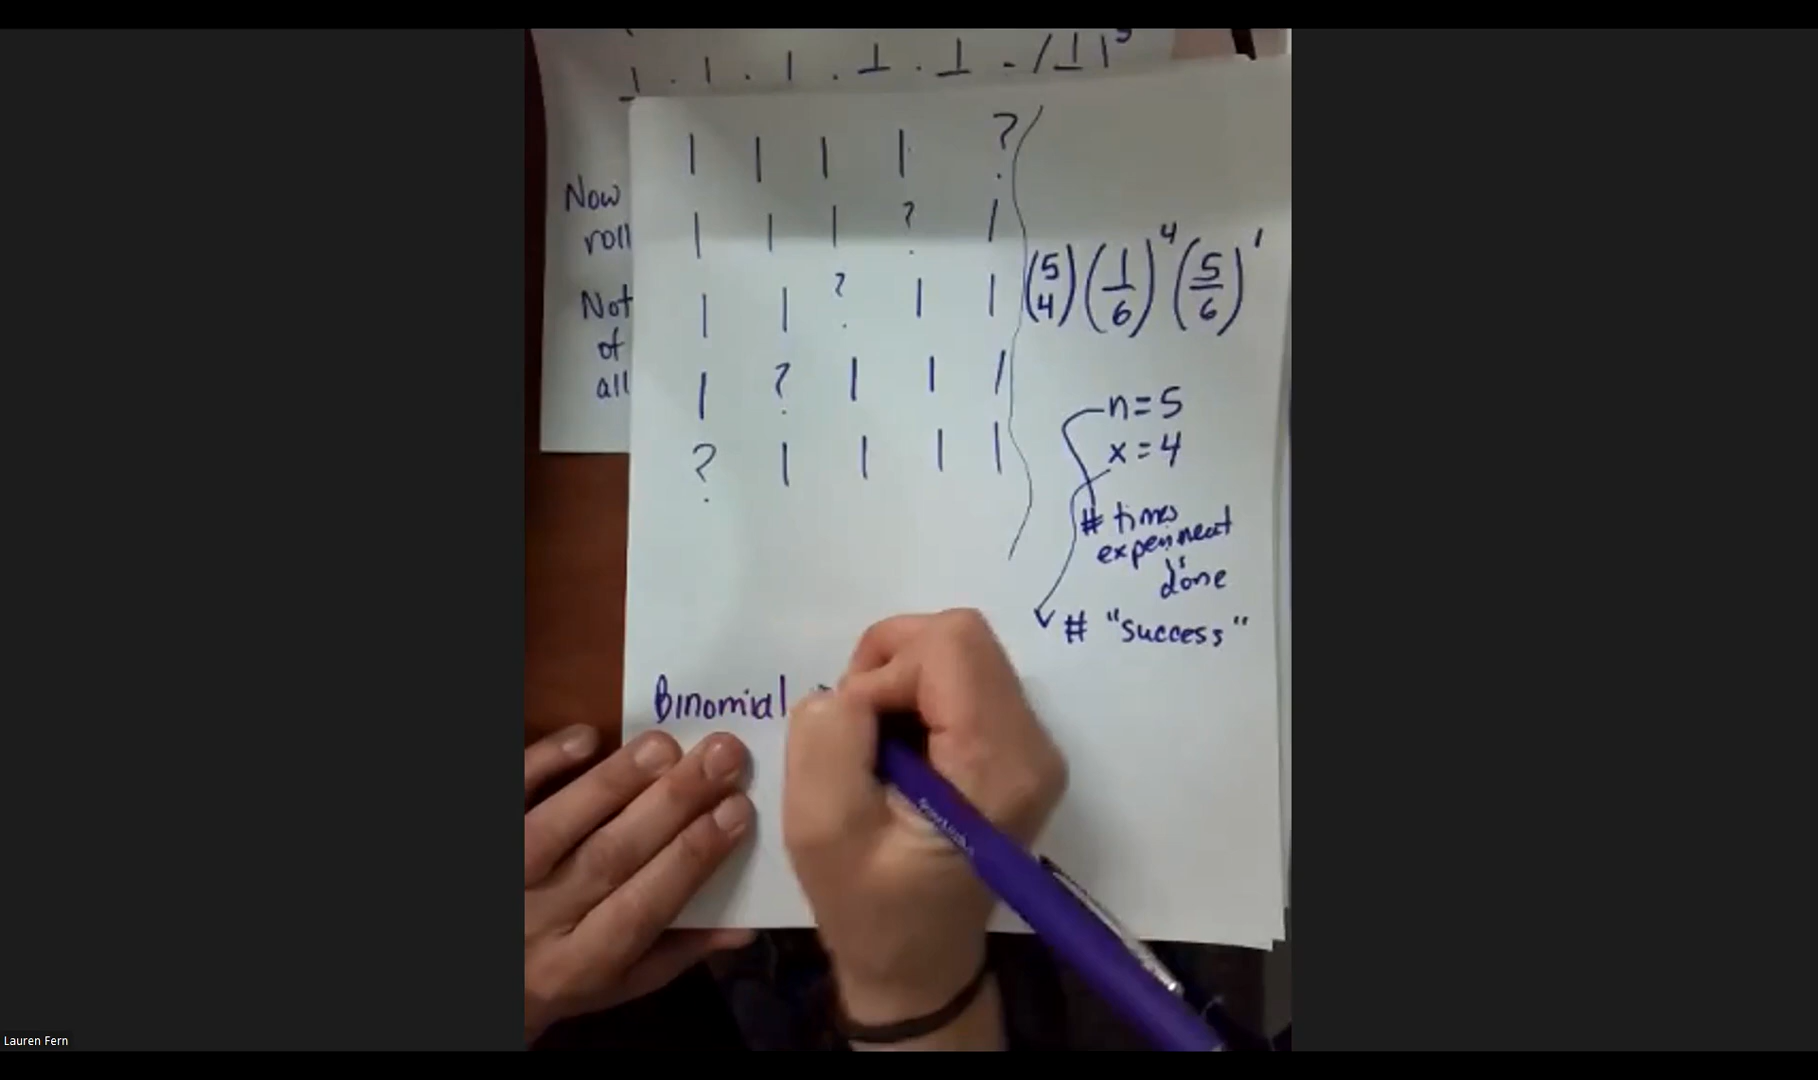 1 · 1 · 1 · 1 · 1 = (1 1)⁵
Now
roll
Not
of
all
1 1 1 1 ?
1 1 1 ? 1
1 1 ? 1 1
1 ? 1 1 1
? 1 1 1 1
(5 4) (1/6)⁴ (5/6)¹
n = 5
x = 4
# times
experiment
done
# "success"
Binomial
Lauren Fern